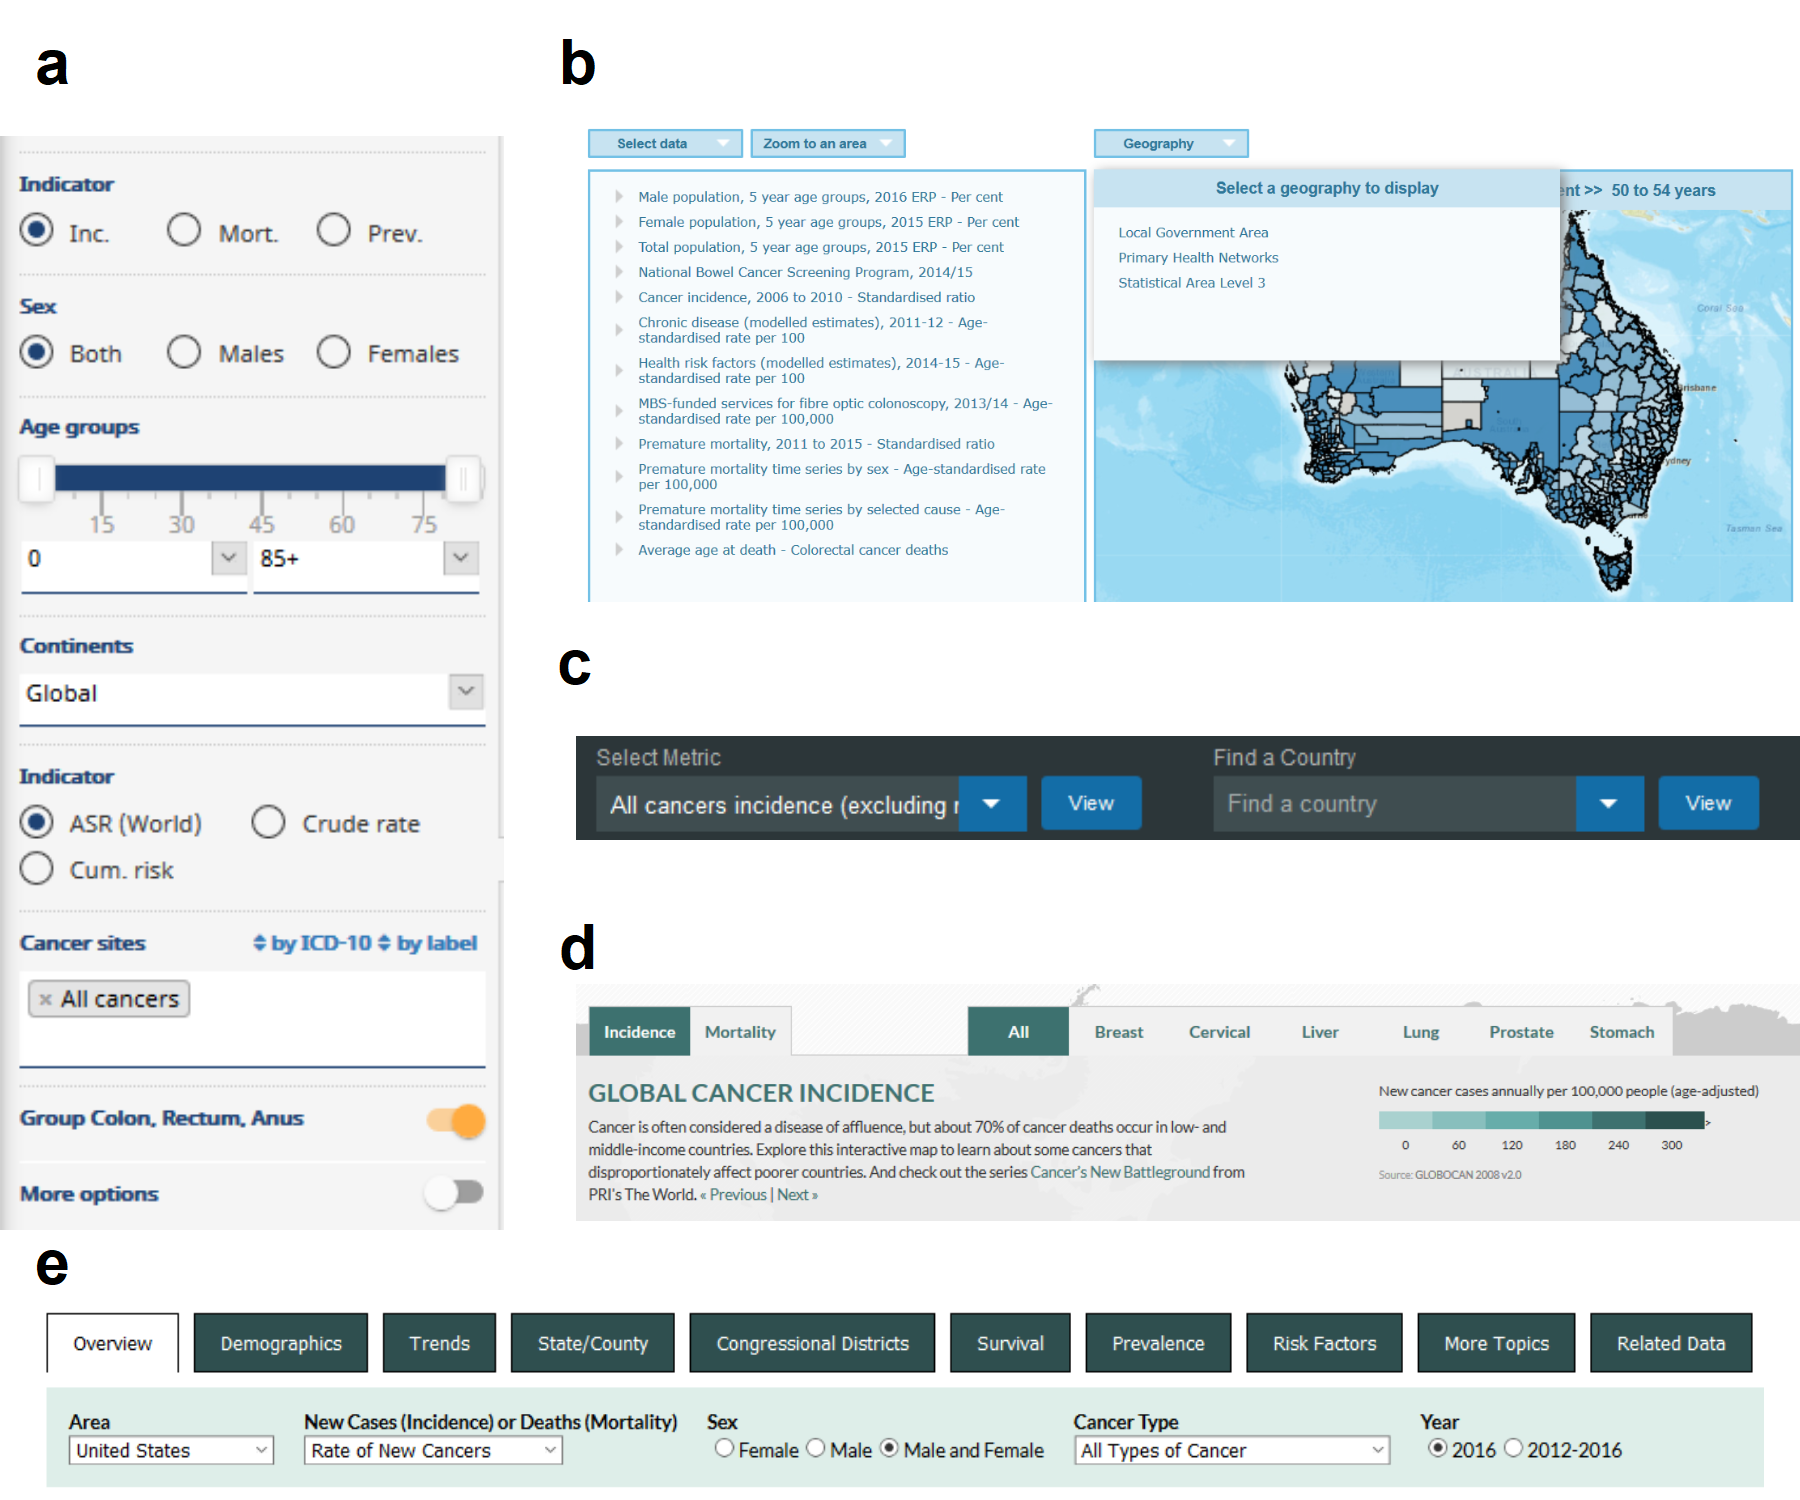 a
Indicator
Inc. Mort. Prev.
Sex
Both Males Females
Age groups
15 30 45 60 75
0 85+
Continents
Global
Indicator
ASR (World) Crude rate
Cum. risk
Cancer sites by ICD-10 by label
× All cancers
Group Colon, Rectum, Anus
More options
b
Select data Zoom to an area Geography
Male population, 5 year age groups, 2016 ERP - Per cent
Female population, 5 year age groups, 2015 ERP - Per cent
Total population, 5 year age groups, 2015 ERP - Per cent
National Bowel Cancer Screening Program, 2014/15
Cancer incidence, 2006 to 2010 - Standardised ratio
Chronic disease (modelled estimates), 2011-12 - Age-
standardised rate per 100
Health risk factors (modelled estimates), 2014-15 - Age-
standardised rate per 100
MBS-funded services for fibre optic colonoscopy, 2013/14 - Age-
standardised rate per 100,000
Premature mortality, 2011 to 2015 - Standardised ratio
Premature mortality time series by sex - Age-standardised rate
per 100,000
Premature mortality time series by selected cause - Age-
standardised rate per 100,000
Average age at death - Colorectal cancer deaths
Select a geography to display
Local Government Area
Primary Health Networks
Statistical Area Level 3
ent >> 50 to 54 years
Coral Sea
AUSTRALI
Brisbane
ydney
Tasman Sea
c
Select Metric Find a Country
All cancers incidence (excluding r View Find a country View
d
Incidence Mortality All Breast Cervical Liver Lung Prostate Stomach
GLOBAL CANCER INCIDENCE
Cancer is often considered a disease of affluence, but about 70% of cancer deaths occur in low- and
middle-income countries. Explore this interactive map to learn about some cancers that
disproportionately affect poorer countries. And check out the series Cancer's New Battleground from
PRI's The World. « Previous | Next »
New cancer cases annually per 100,000 people (age-adjusted)
>
0 60 120 180 240 300
Source: GLOBOCAN 2008 v2.0
e
Overview Demographics Trends State/County Congressional Districts Survival Prevalence Risk Factors More Topics Related Data
Area New Cases (Incidence) or Deaths (Mortality) Sex Cancer Type Year
United States Rate of New Cancers Female Male Male and Female All Types of Cancer 2016 2012-2016